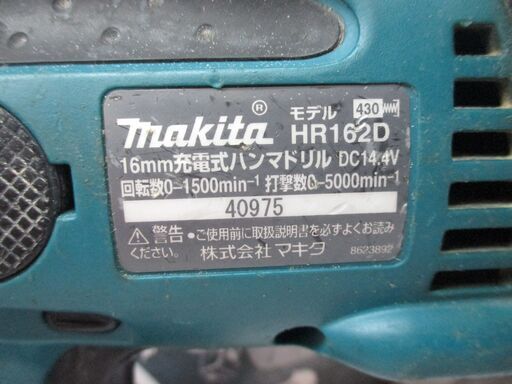 makita® モデル 430
HR162D
16mm充電式ハンマドリル DC14.4V
回転数0-1500min-1 打撃数0-5000min-1
40975
⚠警告・ご使用前に取扱説明書を必ずよくお読みください
株式会社 マキタ 8623892